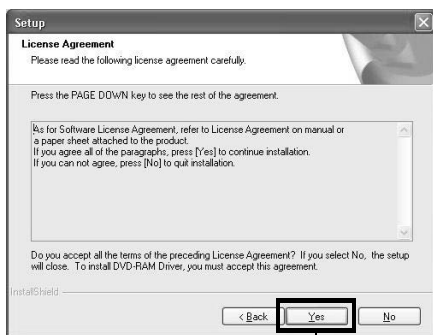 Setup
License Agreement
Please read the following license agreement carefully.
Press the PAGE DOWN key to see the rest of the agreement.
As for Software License Agreement, refer to License Agreement on manual or
a paper sheet attached to the product.
If you agree all of the paragraphs, press [Yes] to continue installation.
If you can not agree, press [No] to quit installation.
Do you accept all the terms of the preceding License Agreement? If you select No, the setup
will close. To install DVD-RAM Driver, you must accept this agreement.
InstallShield
< Back Yes No